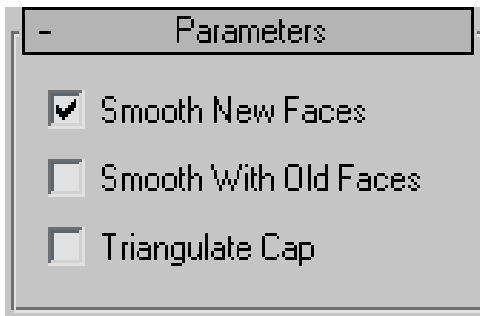 - Parameters
Smooth New Faces
Smooth With Old Faces
Triangulate Cap